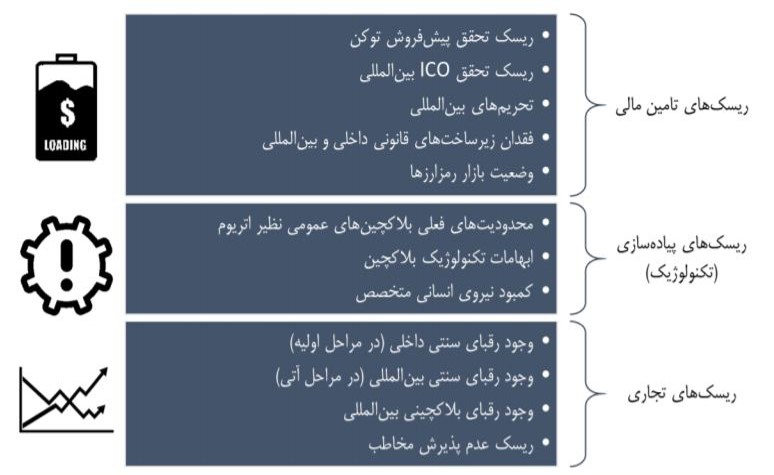 ریسک‌های تامین مالی
• ریسک تحقق پیش‌فروش توکن
• ریسک تحقق ICO بین‌المللی
• تحریم‌های بین‌المللی
• فقدان زیرساخت‌های قانونی داخلی و بین‌المللی
• وضعیت بازار رمزارزها
$
LOADING
ریسک‌های پیاده‌سازی
(تکنولوژیک)
• محدودیت‌های فعلی بلاکچین‌های عمومی نظیر اتریوم
• ابهامات تکنولوژیک بلاکچین
• کمبود نیروی انسانی متخصص
!
ریسک‌های تجاری
• وجود رقبای سنتی داخلی (در مراحل اولیه)
• وجود رقبای سنتی بین‌المللی (در مراحل آتی)
• وجود رقبای بلاکچینی بین‌المللی
• ریسک عدم پذیرش مخاطب